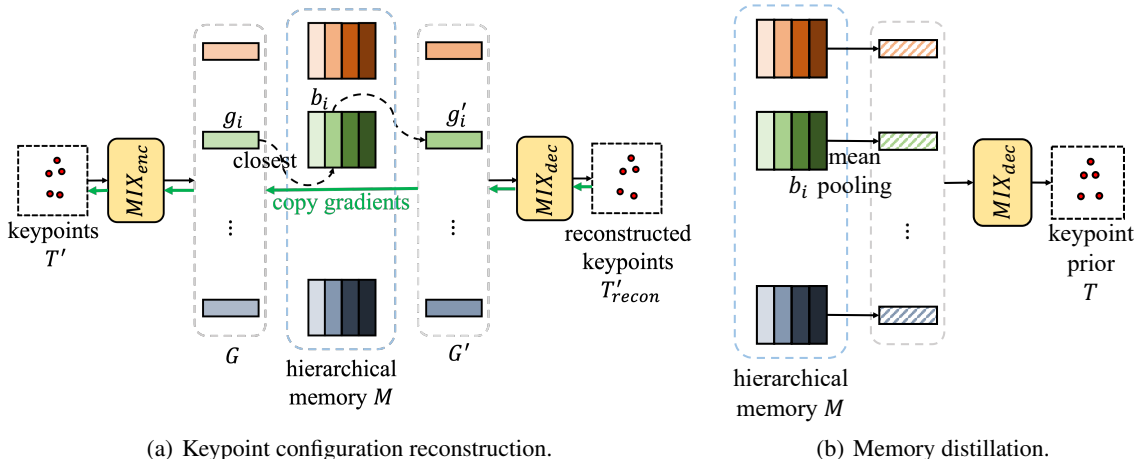 g_i
b_i
g'_i
closest
MIX_enc
MIX_dec
copy gradients
keypoints
T'
...
...
reconstructed
keypoints
T'_recon
G
G'
hierarchical
memory M
(a) Keypoint configuration reconstruction.
mean
b_i pooling
MIX_dec
...
keypoint
prior
T
hierarchical
memory M
(b) Memory distillation.